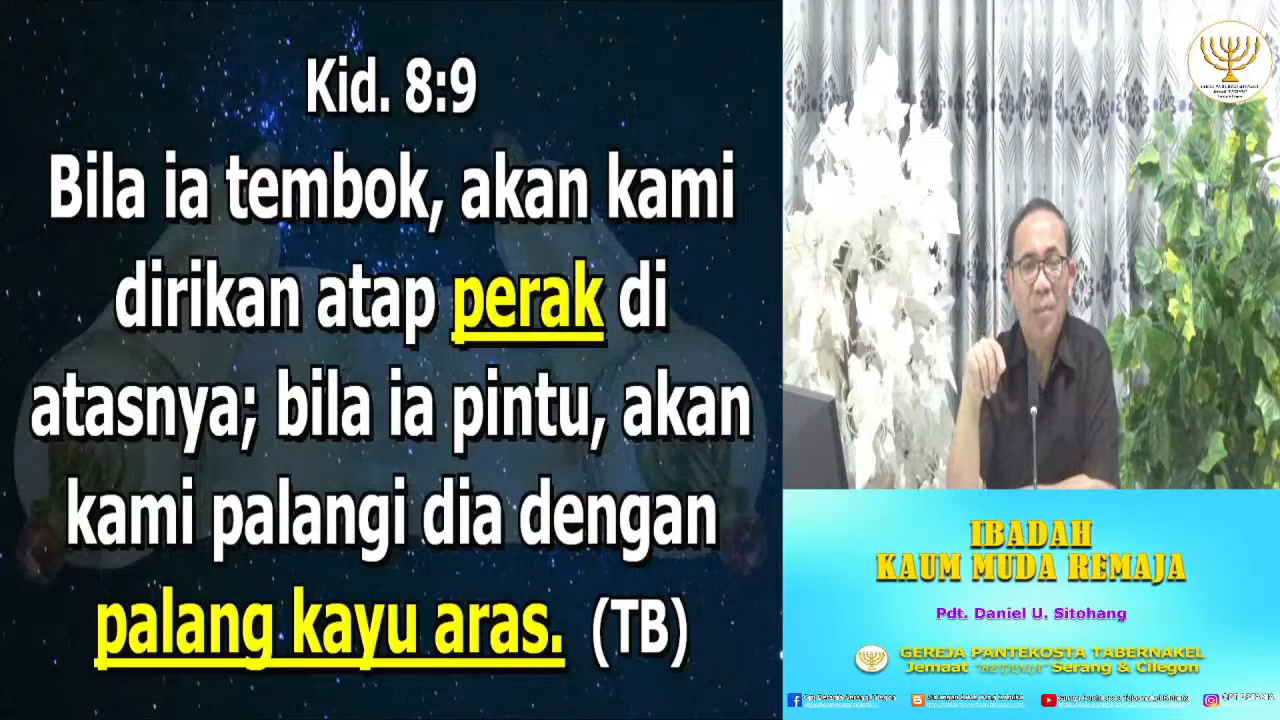 Kid. 8:9
Bila ia tembok, akan kami
dirikan atap perak di
atasnya; bila ia pintu, akan
kami palangi dia dengan
palang kayu aras. (TB)
IBADAH
KAUM MUDA REMAJA
Pdt. Daniel U. Sitohang
GEREJA PANTEKOSTA TABERNAKEL
Jemaat "BETHEL" Serang & Cilegon